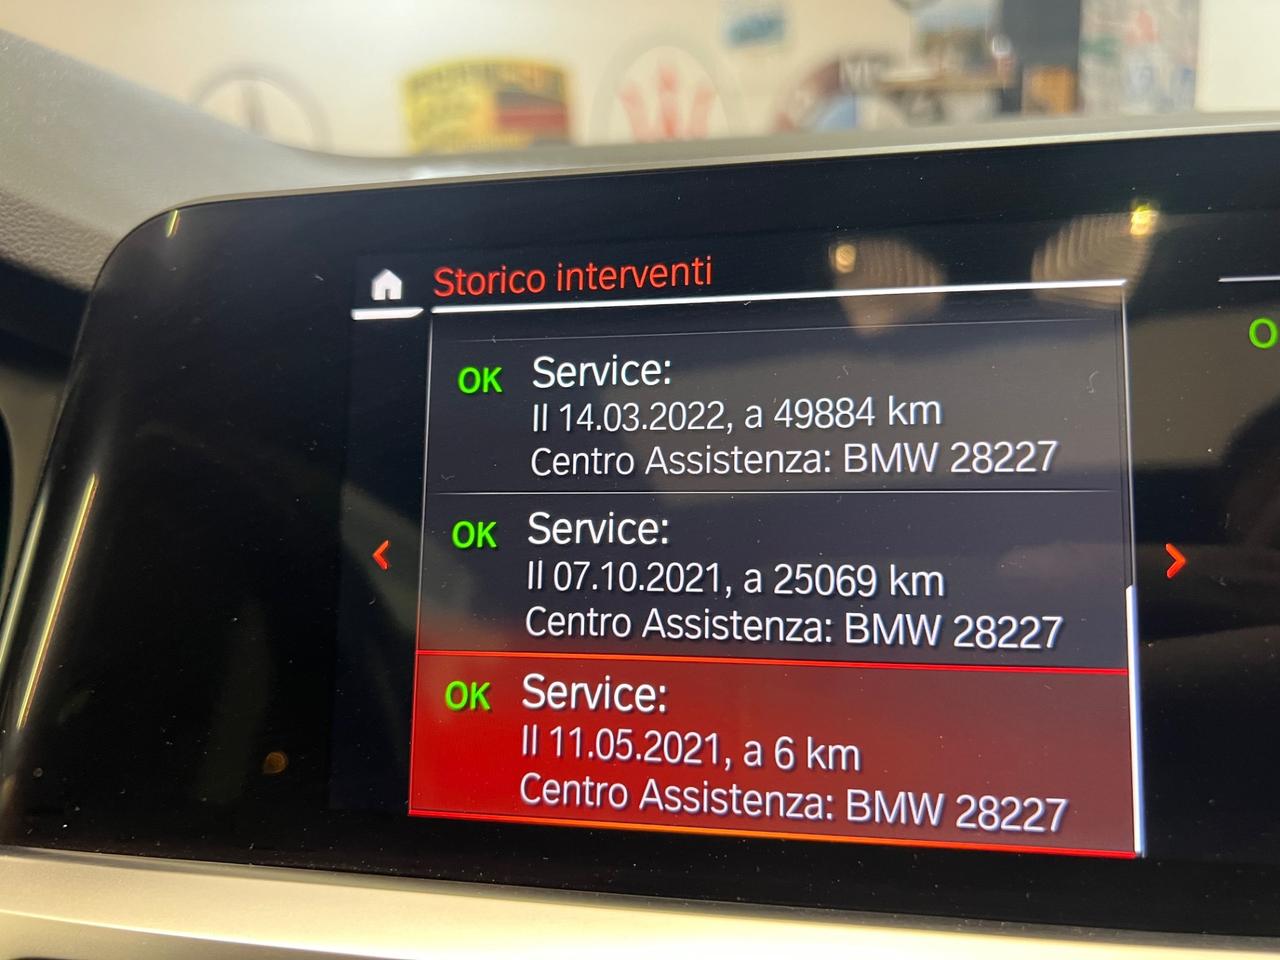 Storico interventi
OK
Service:
Il 14.03.2022, a 49884 km
Centro Assistenza: BMW 28227
OK
Service:
Il 07.10.2021, a 25069 km
Centro Assistenza: BMW 28227
OK
Service:
Il 11.05.2021, a 6 km
Centro Assistenza: BMW 28227